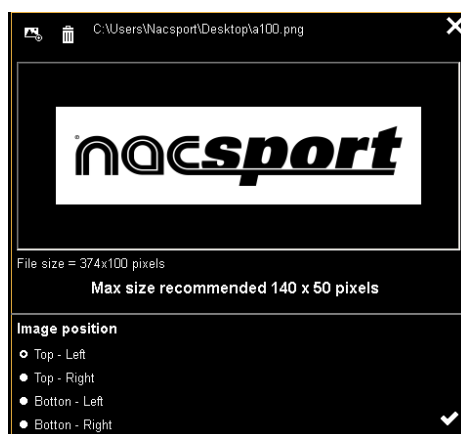 C:\Users\Nacsport\Desktop\a100.png
nacsport
File size = 374x100 pixels
Max size recommended 140 x 50 pixels
Image position
Top - Left
Top - Right
Botton - Left
Botton - Right